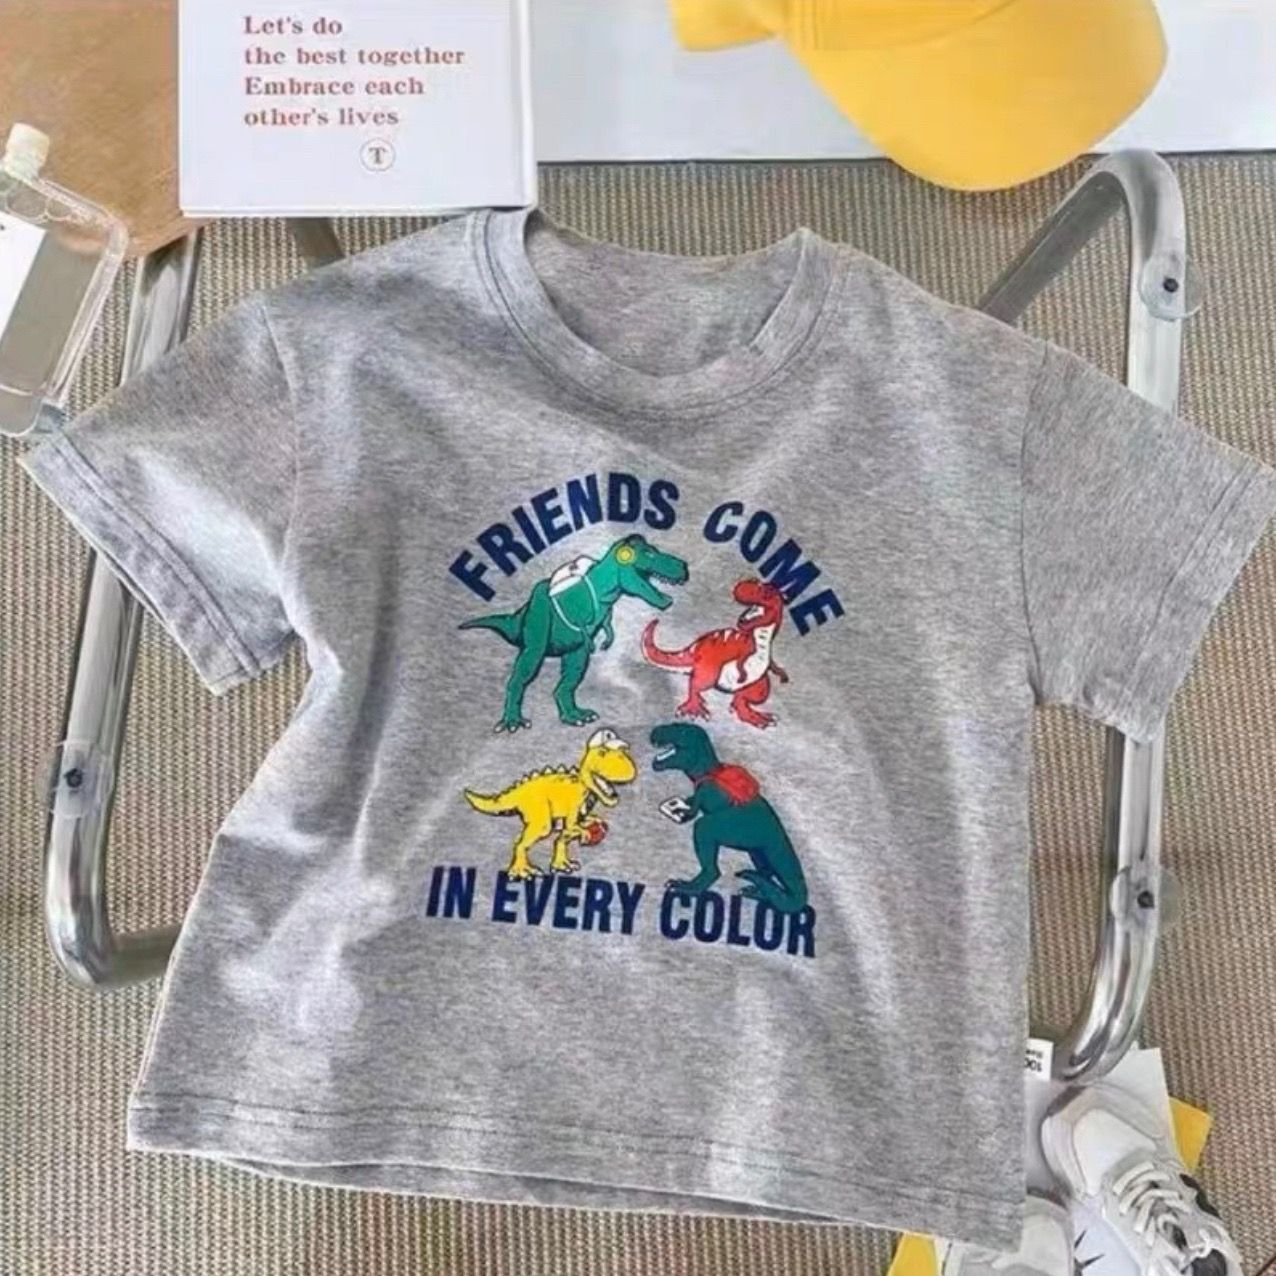 Let's do
the best together
Embrace each
other's lives
T
FRIENDS COME
IN EVERY COLOR